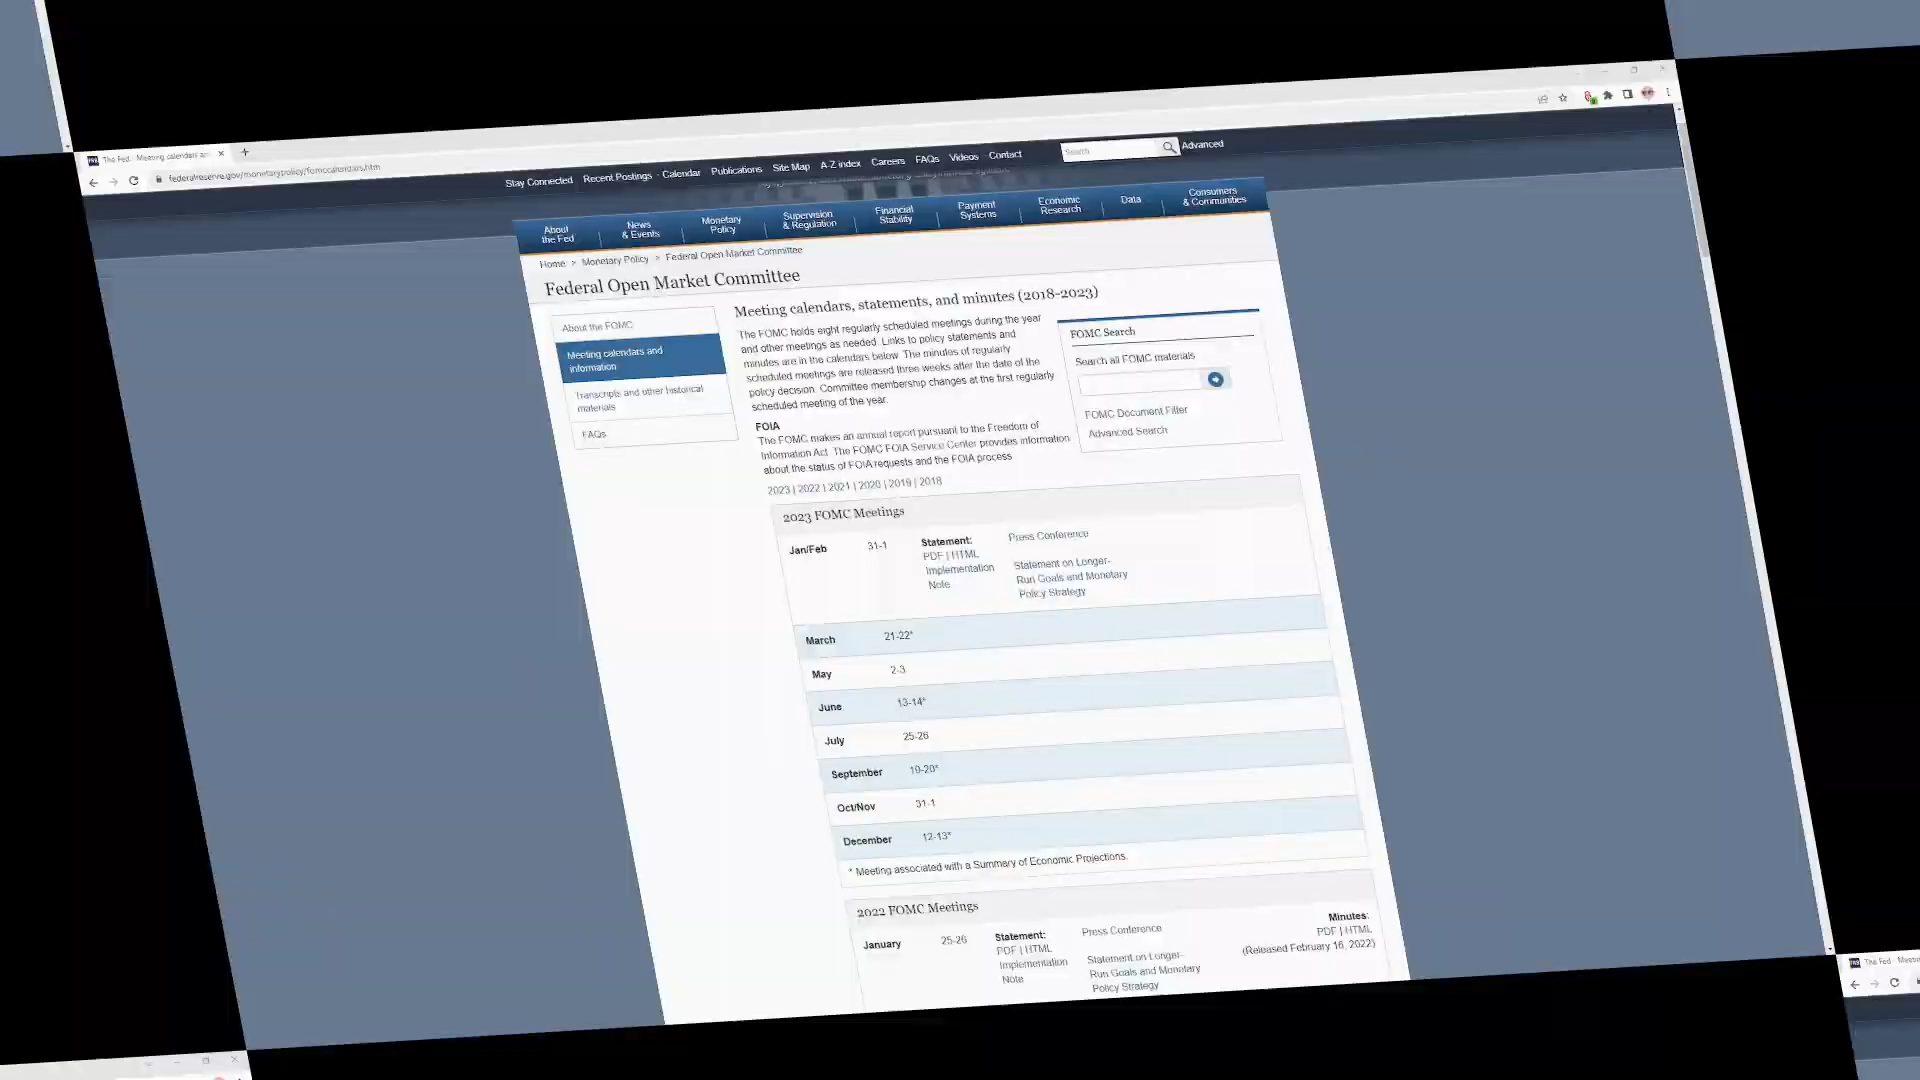 The Fed - Meeting calendars an
federalreserve.gov/monetarypolicy/fomccalendars.htm
Stay Connected Recent Postings Calendar Publications Site Map A-Z index Careers FAQs Videos Contact Search Advanced
About the Fed
News & Events
Monetary Policy
Supervision & Regulation
Financial Stability
Payment Systems
Economic Research
Data
Consumers & Communities
Home > Monetary Policy > Federal Open Market Committee
Federal Open Market Committee
About the FOMC
Meeting calendars and
information
Transcripts and other historical
materials
FAQs
Meeting calendars, statements, and minutes (2018-2023)
The FOMC holds eight regularly scheduled meetings during the year
and other meetings as needed. Links to policy statements and
minutes are in the calendars below. The minutes of regularly
scheduled meetings are released three weeks after the date of the
policy decision. Committee membership changes at the first regularly
scheduled meeting of the year.
FOIA
The FOMC makes an annual report pursuant to the Freedom of
Information Act. The FOMC FOIA Service Center provides information
about the status of FOIA requests and the FOIA process
2023 | 2022 | 2021 | 2020 | 2019 | 2018
FOMC Search
Search all FOMC materials
FOMC Document Filter
Advanced Search
2023 FOMC Meetings
Jan/Feb 31-1 Statement: Press Conference
PDF | HTML
Implementation Statement on Longer-
Note Run Goals and Monetary
Policy Strategy
March 21-22*
May 2-3
June 13-14*
July 25-26
September 19-20*
Oct/Nov 31-1
December 12-13*
* Meeting associated with a Summary of Economic Projections.
2022 FOMC Meetings
January 25-26 Statement: Press Conference Minutes:
PDF | HTML PDF | HTML
Implementation Statement on Longer- (Released February 16, 2022)
Note Run Goals and Monetary
Policy Strategy
The Fed - Meetin